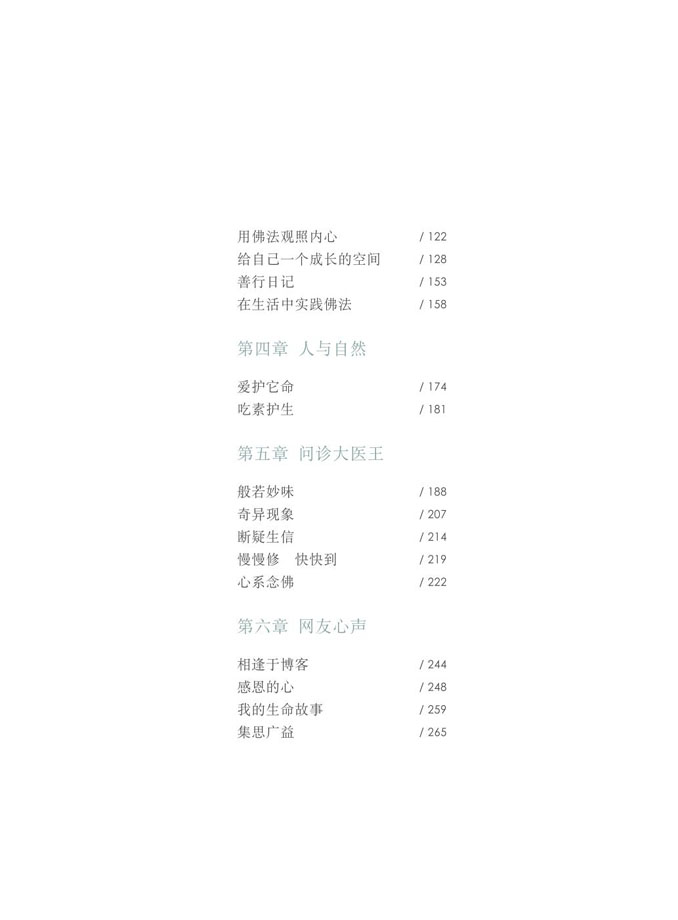 用佛法观照内心 / 122
给自己一个成长的空间 / 128
善行日记 / 153
在生活中实践佛法 / 158
第四章 人与自然
爱护它命 / 174
吃素护生 / 181
第五章 问诊大医王
般若妙味 / 188
奇异现象 / 207
断疑生信 / 214
慢慢修　快快到 / 219
心系念佛 / 222
第六章 网友心声
相逢于博客 / 244
感恩的心 / 248
我的生命故事 / 259
集思广益 / 265